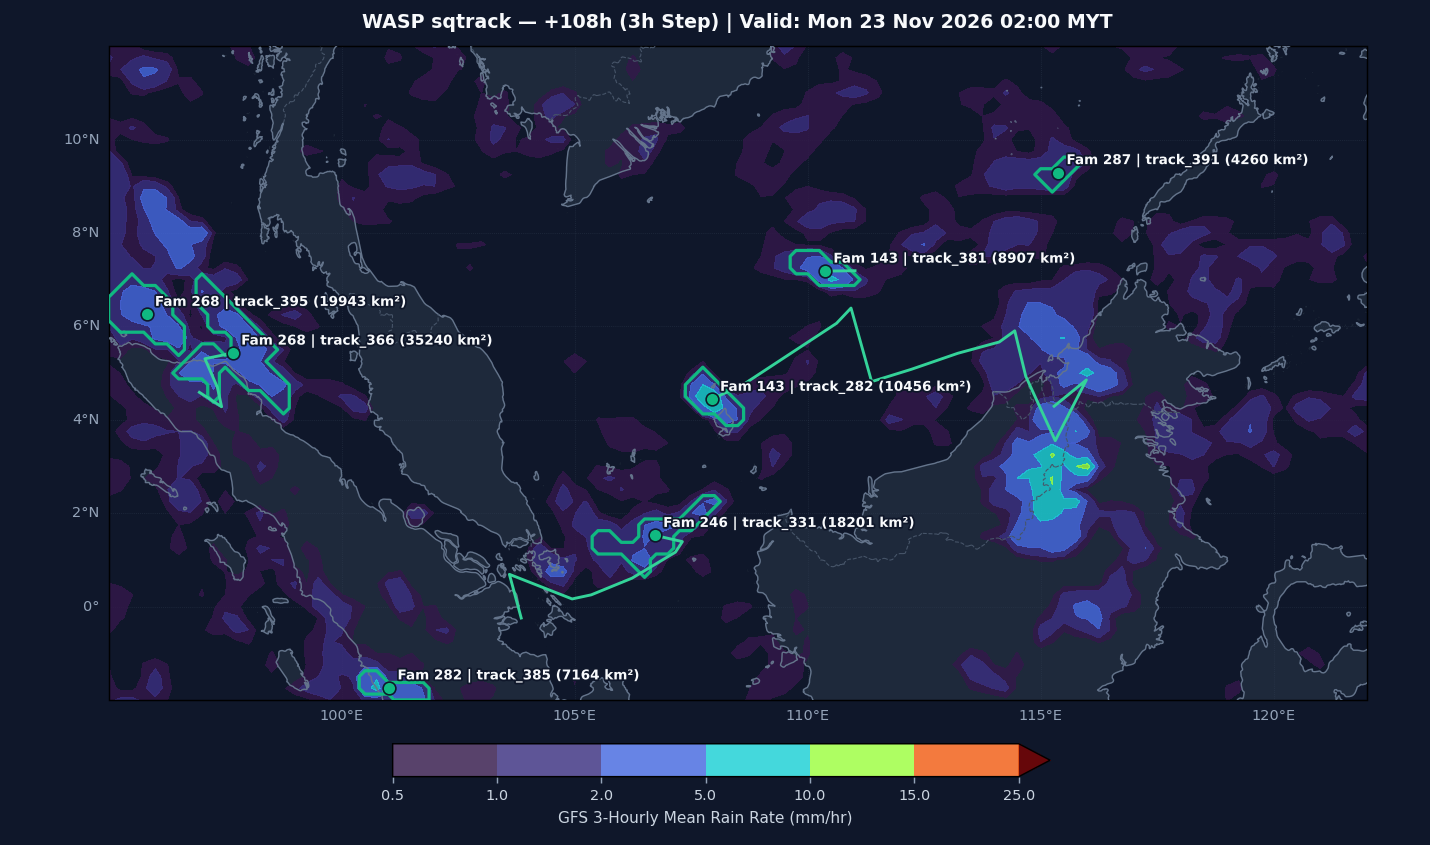 WASP sqtrack — +108h (3h Step) | Valid: Mon 23 Nov 2026 02:00 MYT
10°N
8°N
6°N
4°N
2°N
0°
Fam 287 | track_391 (4260 km²)
Fam 143 | track_381 (8907 km²)
Fam 268 | track_395 (19943 km²)
Fam 268 | track_366 (35240 km²)
Fam 143 | track_282 (10456 km²)
Fam 246 | track_331 (18201 km²)
Fam 282 | track_385 (7164 km²)
100°E 105°E 110°E 115°E 120°E
0.5 1.0 2.0 5.0 10.0 15.0 25.0
GFS 3-Hourly Mean Rain Rate (mm/hr)